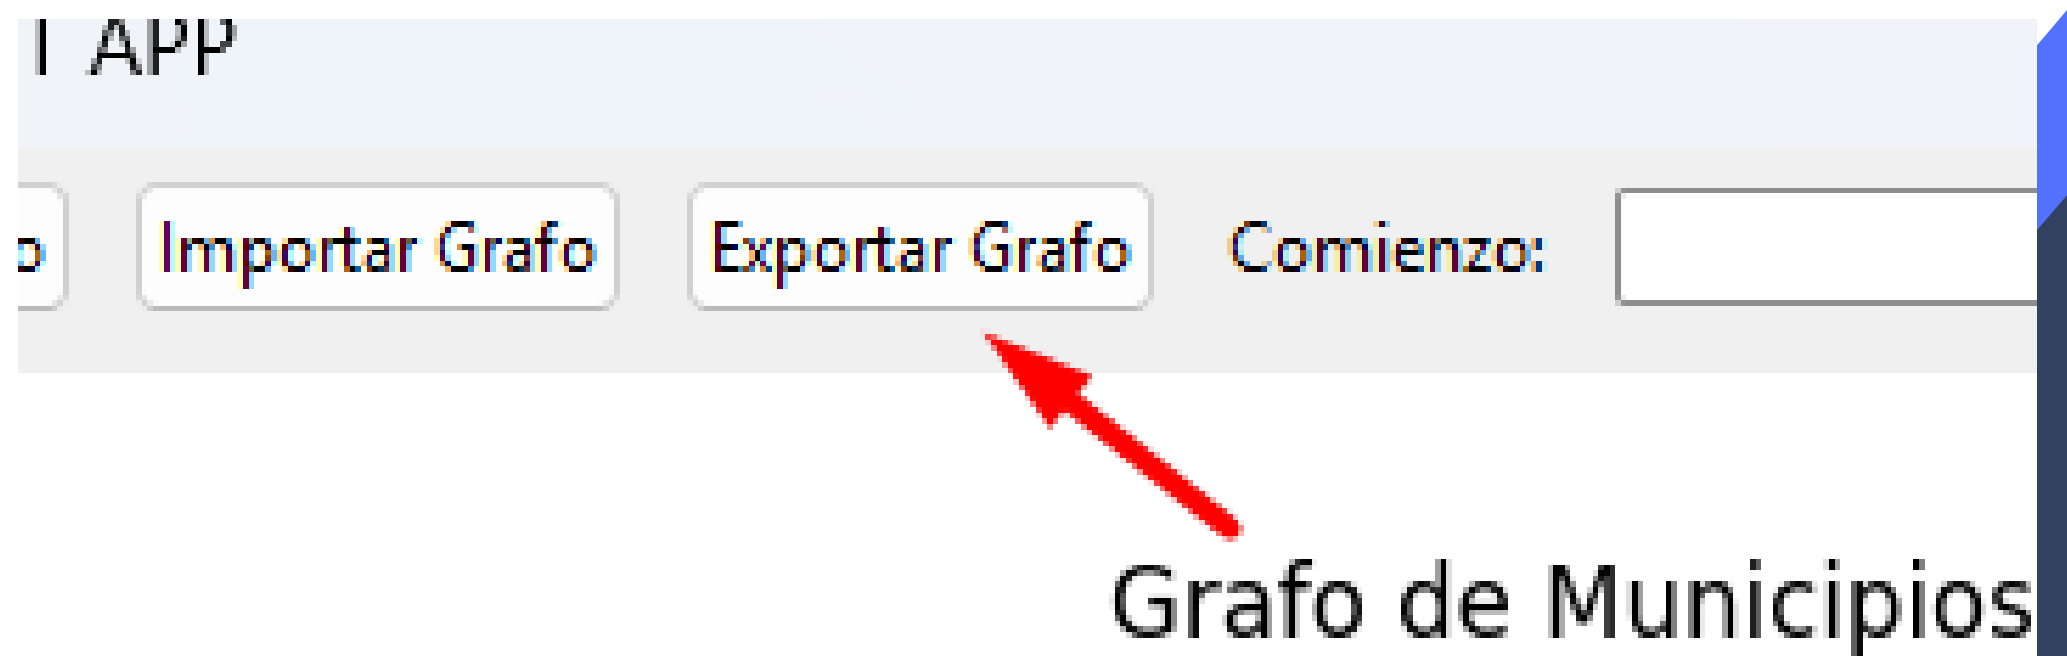 APP
Importar Grafo Exportar Grafo Comienzo:
Grafo de Municipios